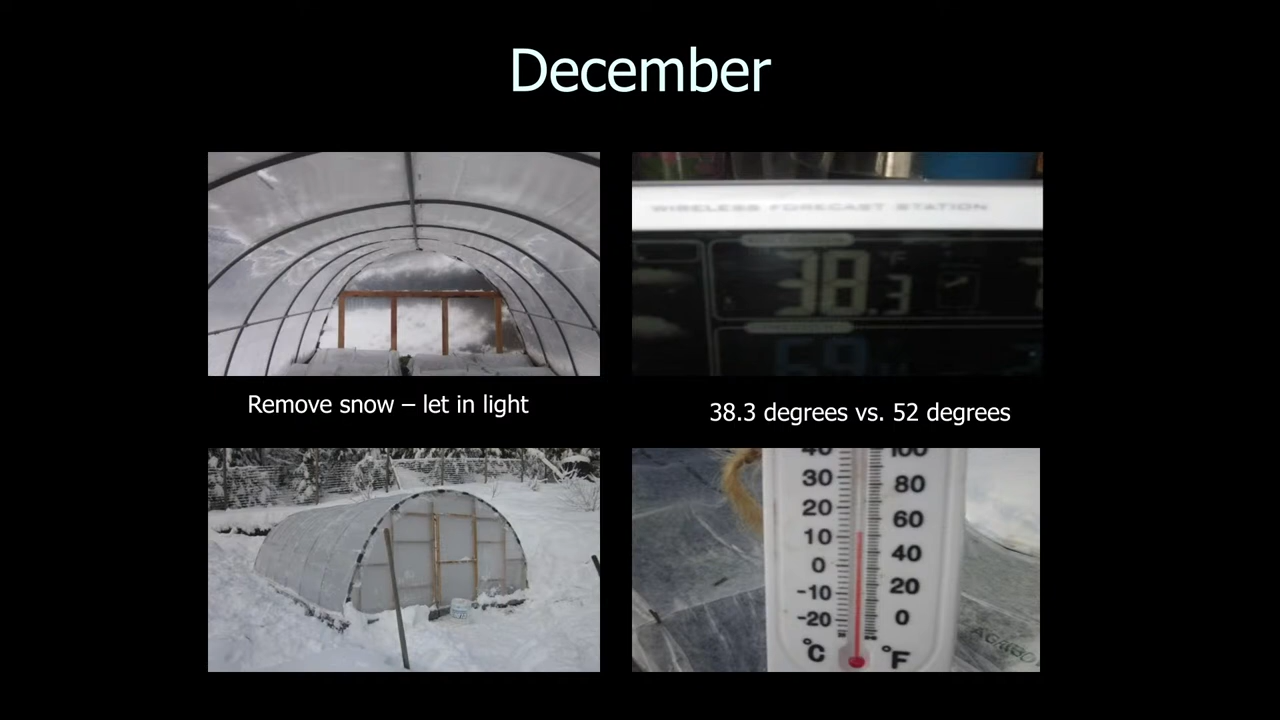 December
WIRELESS FORECAST STATION
38.3
69
Remove snow – let in light
38.3 degrees vs. 52 degrees
40 100
30 80
20 60
10 40
0 20
-10 0
-20
°C °F